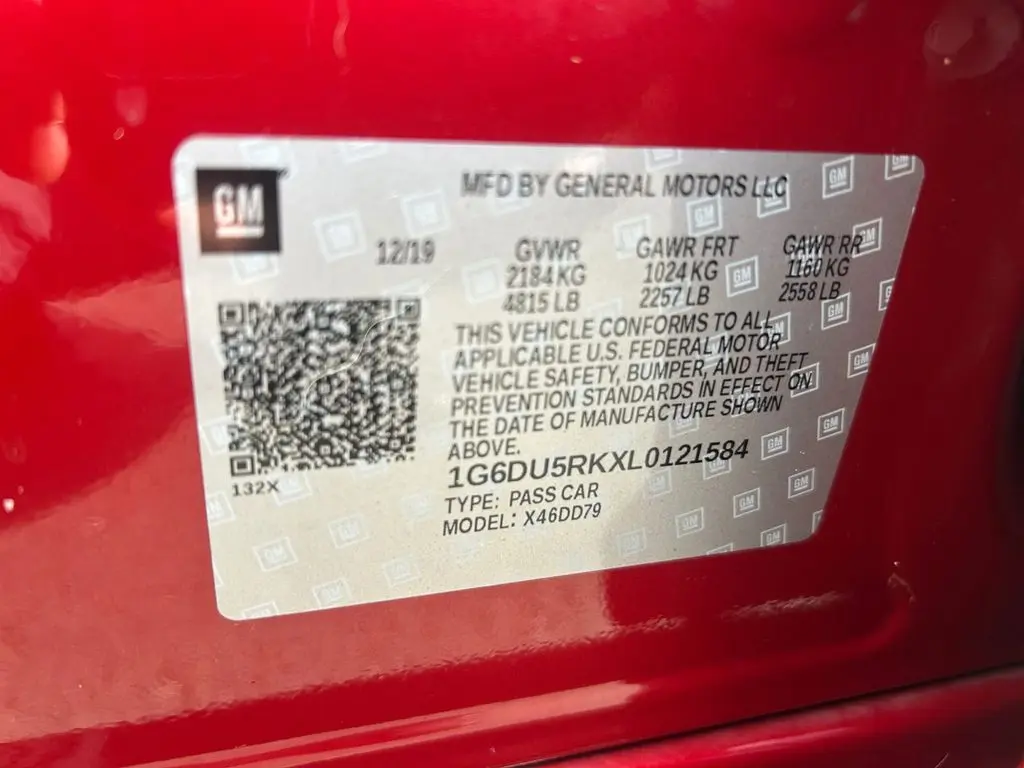 GM
MFD BY GENERAL MOTORS LLC
12/19 GVWR GAWR FRT GAWR RR
2184 KG 1024 KG 1160 KG
4815 LB 2257 LB 2558 LB
THIS VEHICLE CONFORMS TO ALL
APPLICABLE U.S. FEDERAL MOTOR
VEHICLE SAFETY, BUMPER, AND THEFT
PREVENTION STANDARDS IN EFFECT ON
THE DATE OF MANUFACTURE SHOWN
ABOVE.
132X
1G6DU5RKXL0121584
TYPE: PASS CAR
MODEL: X46DD79